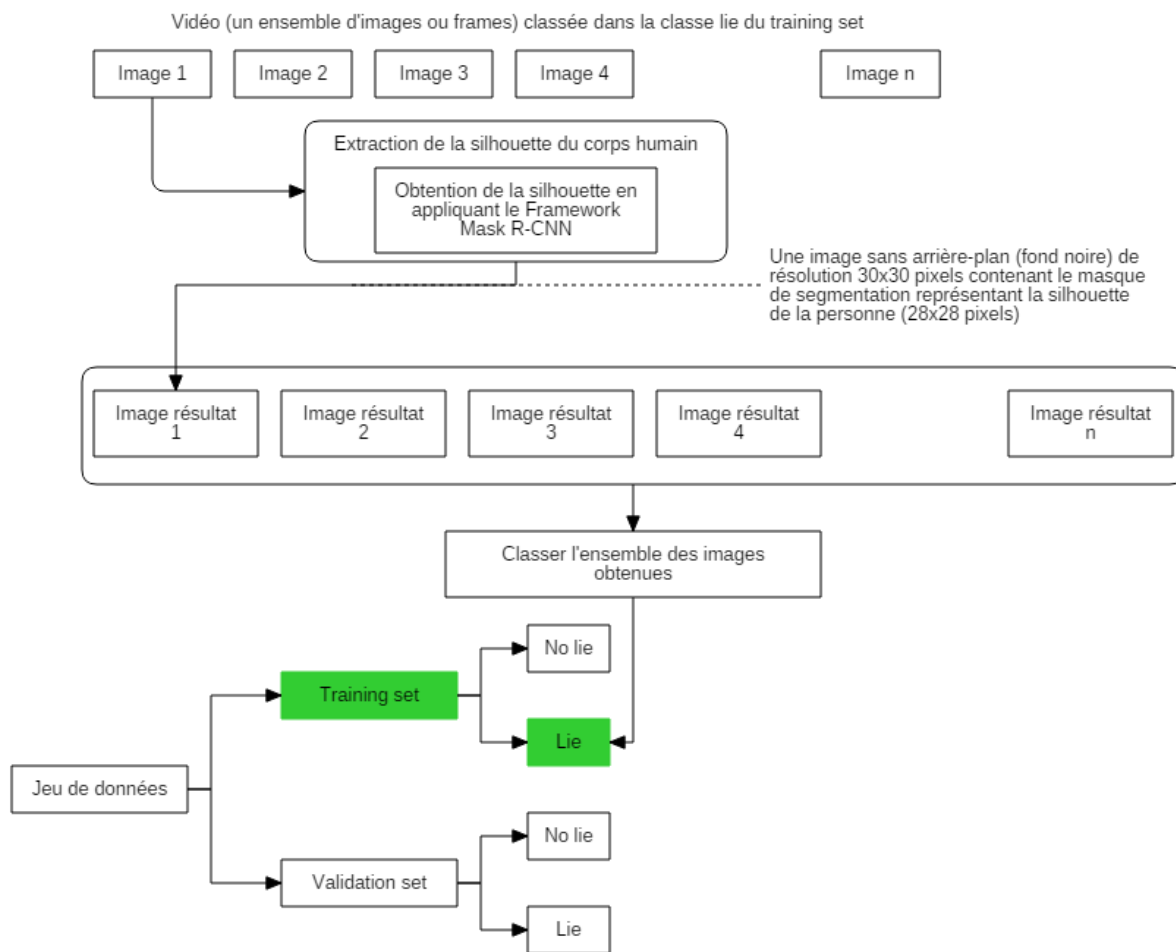 Vidéo (un ensemble d'images ou frames) classée dans la classe lie du training set
Image 1
Image 2
Image 3
Image 4
Image n
Extraction de la silhouette du corps humain
Obtention de la silhouette en
appliquant le Framework
Mask R-CNN
Une image sans arrière-plan (fond noire) de
résolution 30x30 pixels contenant le masque
de segmentation représentant la silhouette
de la personne (28x28 pixels)
Image résultat
1
Image résultat
2
Image résultat
3
Image résultat
4
Image résultat
n
Classer l'ensemble des images
obtenues
No lie
Training set
Lie
Jeu de données
No lie
Validation set
Lie